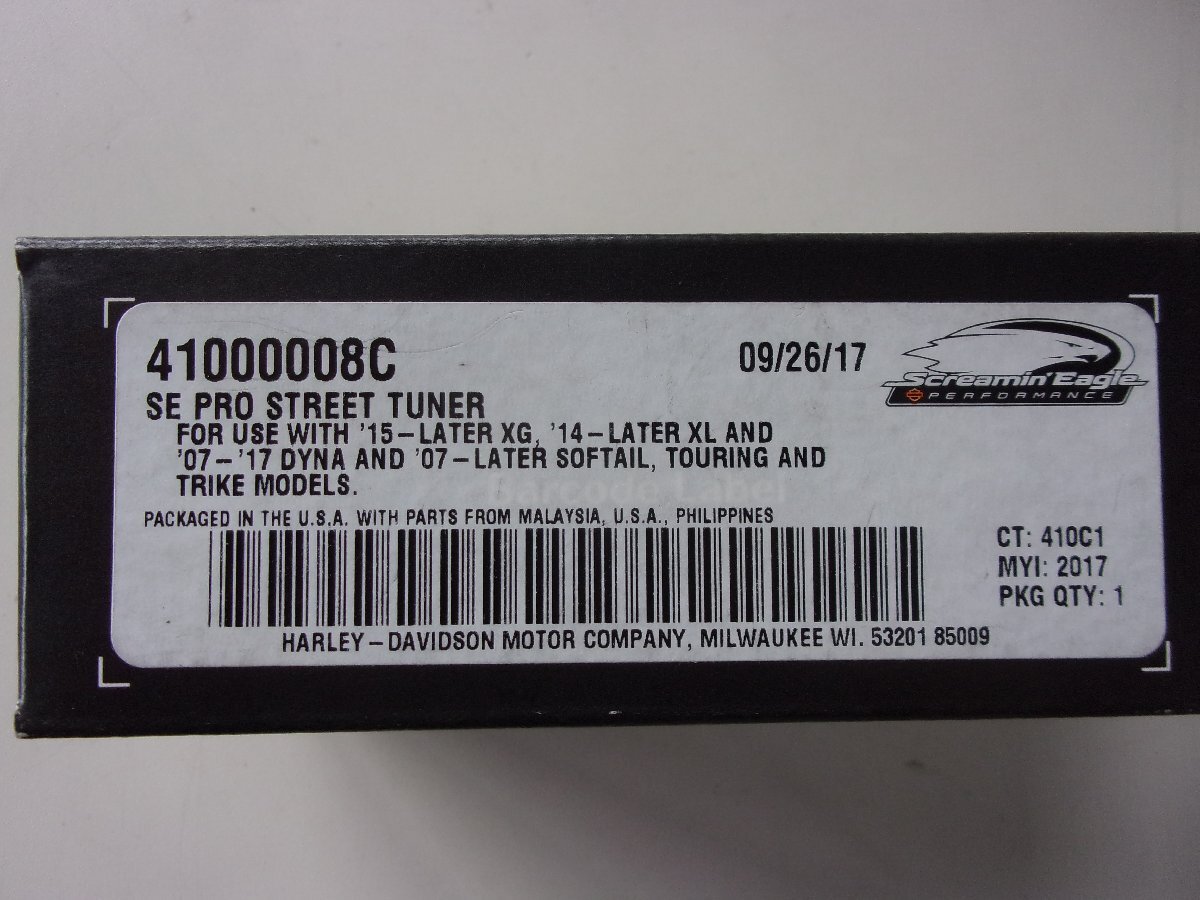 41000008C
09/26/17
Screamin' Eagle
PERFORMANCE
SE PRO STREET TUNER
FOR USE WITH '15-LATER XG, '14-LATER XL AND
'07-'17 DYNA AND '07-LATER SOFTAIL, TOURING AND
TRIKE MODELS.
Barcode Label
PACKAGED IN THE U.S.A. WITH PARTS FROM MALAYSIA, U.S.A., PHILIPPINES
CT: 410C1
MYI: 2017
PKG QTY: 1
HARLEY-DAVIDSON MOTOR COMPANY, MILWAUKEE WI. 53201 85009